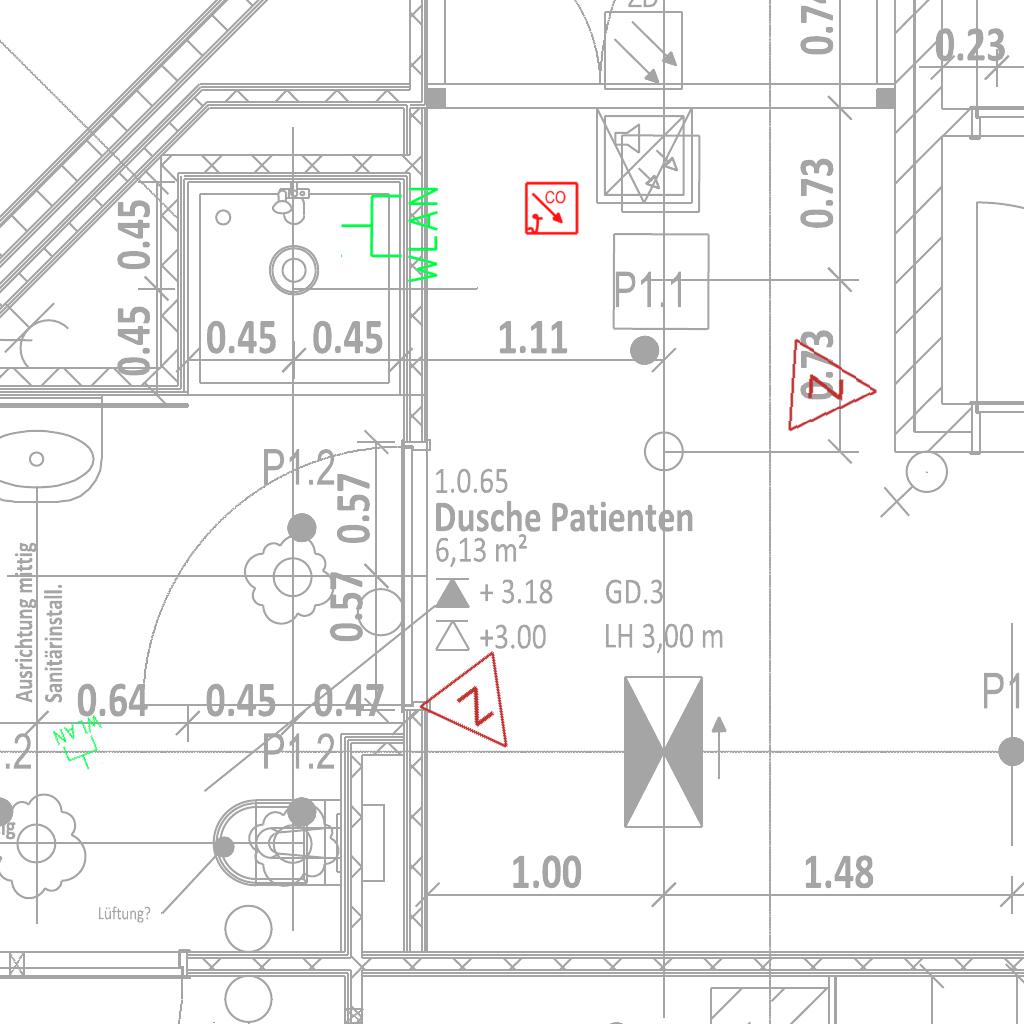 ZD
0.74
0.23
CO
WLAN
0.73
0.45
P1.1
0.45
0.45
0.45
1.11
0.73
Z
P1.2
0.57
1.0.65
Dusche Patienten
6,13 m²
+ 3.18
GD.3
+3.00
LH 3,00 m
0.57
Ausrichtung mittig
Sanitärinstall.
0.64
0.45
0.47
Z
P1
WLAN
.2
P1.2
ig
1.00
1.48
Lüftung?